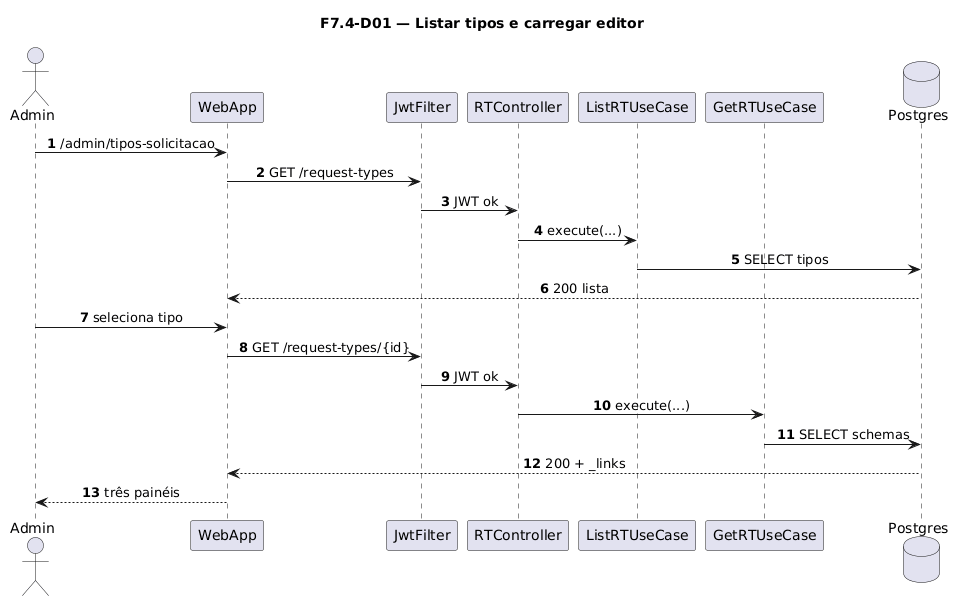 F7.4-D01 — Listar tipos e carregar editor
Admin
WebApp
JwtFilter
RTController
ListRTUseCase
GetRTUseCase
Postgres
1 /admin/tipos-solicitacao
2 GET /request-types
3 JWT ok
4 execute(...)
5 SELECT tipos
6 200 lista
7 seleciona tipo
8 GET /request-types/{id}
9 JWT ok
10 execute(...)
11 SELECT schemas
12 200 + _links
13 três painéis
Admin
WebApp
JwtFilter
RTController
ListRTUseCase
GetRTUseCase
Postgres